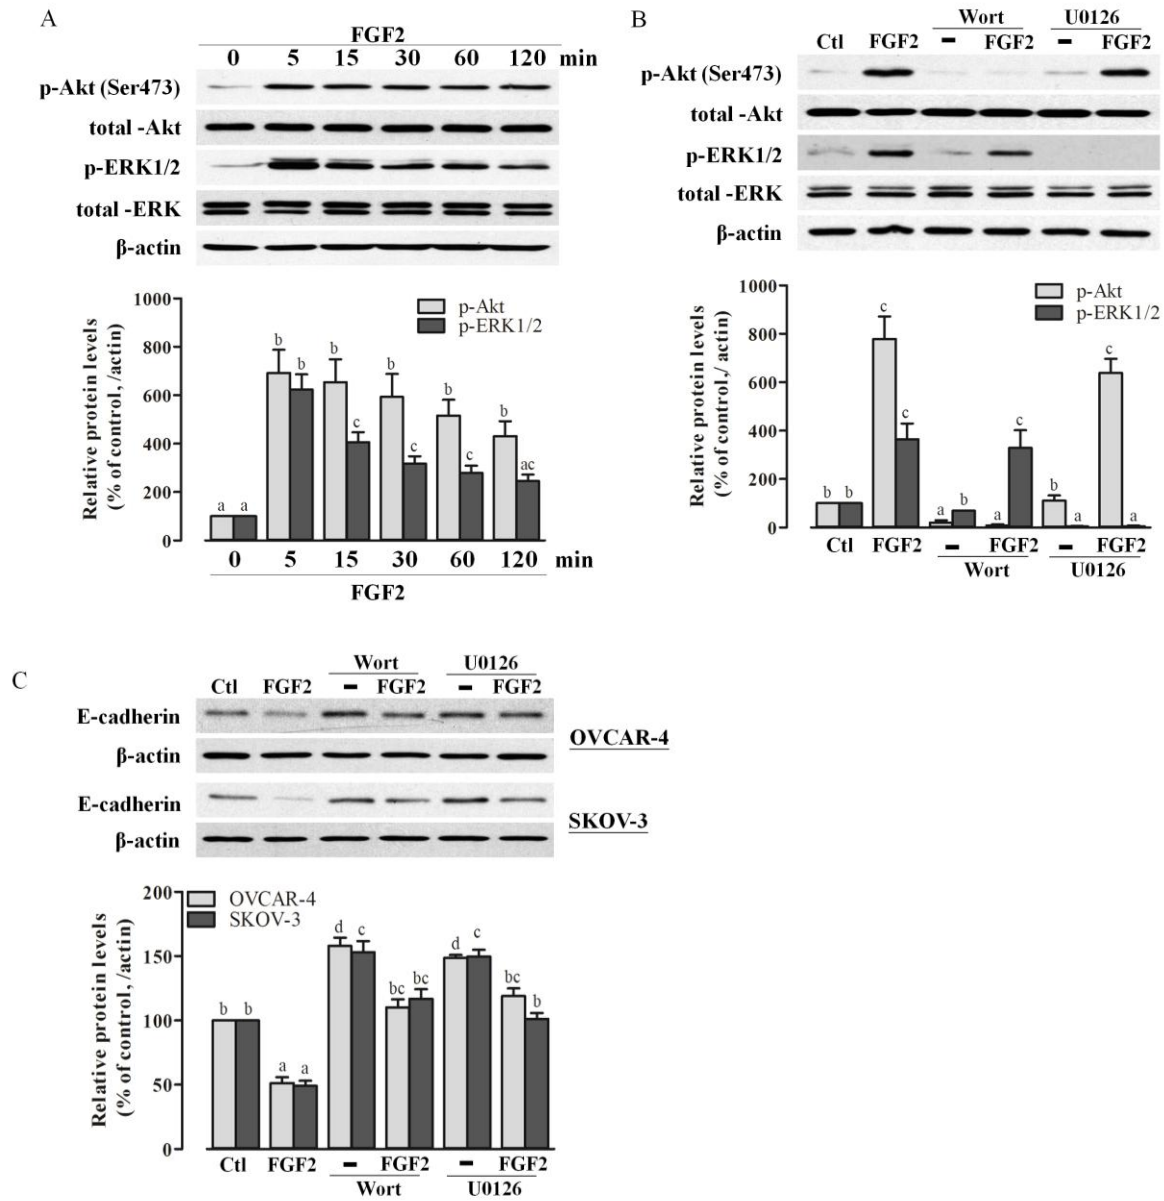 A
FGF2
0 5 15 30 60 120 min
p-Akt (Ser473)
total -Akt
p-ERK1/2
total -ERK
β-actin
1000
800
600
400
200
0
Relative protein levels
(% of control, /actin)
p-Akt
p-ERK1/2
b b b c b c b c b ac
a a
0 5 15 30 60 120 min
FGF2
B
Wort U0126
Ctl FGF2 – FGF2 – FGF2
p-Akt (Ser473)
total -Akt
p-ERK1/2
total -ERK
β-actin
1000
800
600
400
200
0
Relative protein levels
(% of control,/ actin)
p-Akt
p-ERK1/2
b b c c a b a c b a c a
Ctl FGF2 – FGF2 – FGF2
Wort U0126
C
Wort U0126
Ctl FGF2 – FGF2 – FGF2
E-cadherin
β-actin
OVCAR-4
E-cadherin
β-actin
SKOV-3
200
150
100
50
0
Relative protein levels
(% of control, /actin)
OVCAR-4
SKOV-3
b b a a d c bc bc d c bc b
Ctl FGF2 – FGF2 – FGF2
Wort U0126